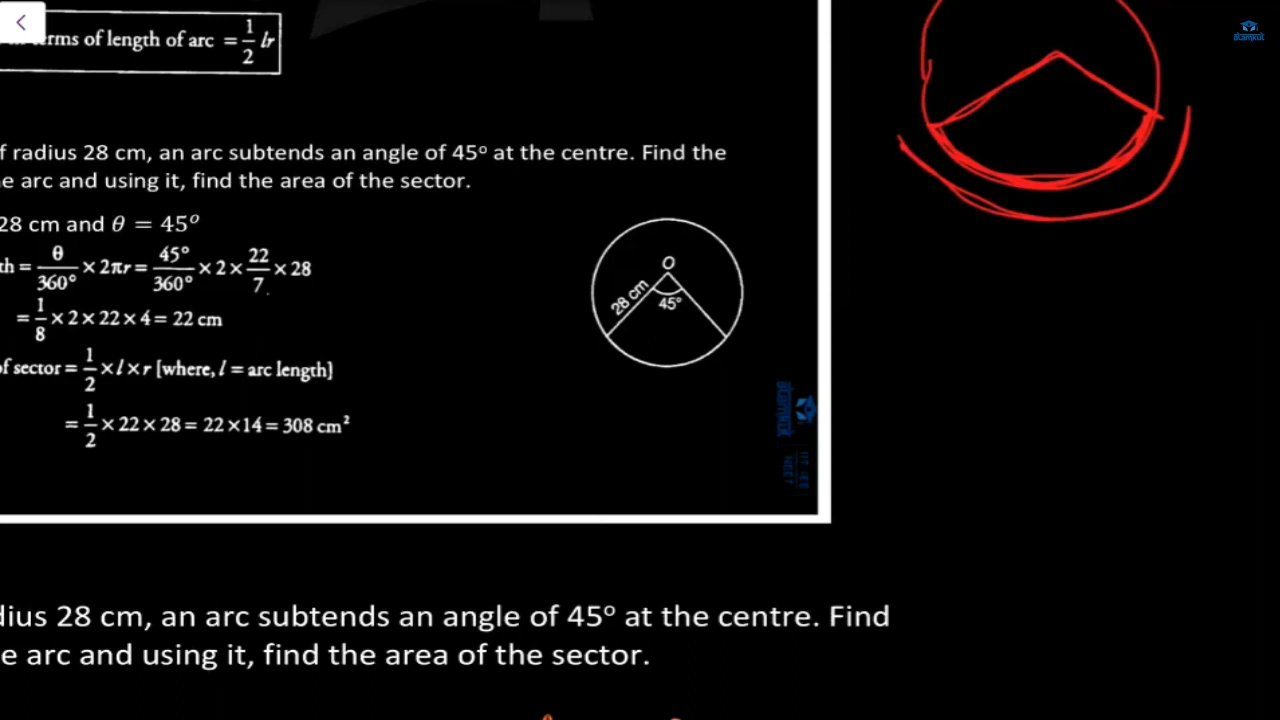 terms of length of arc = 1/2 lr
f radius 28 cm, an arc subtends an angle of 45° at the centre. Find the
e arc and using it, find the area of the sector.
28 cm and θ = 45°
th = θ/360° × 2πr = 45°/360° × 2 × 22/7 × 28
= 1/8 × 2 × 22 × 4 = 22 cm
of sector = 1/2 × l × r [where, l = arc length]
= 1/2 × 22 × 28 = 22 × 14 = 308 cm²
O
28 cm
45°
dius 28 cm, an arc subtends an angle of 45° at the centre. Find
e arc and using it, find the area of the sector.